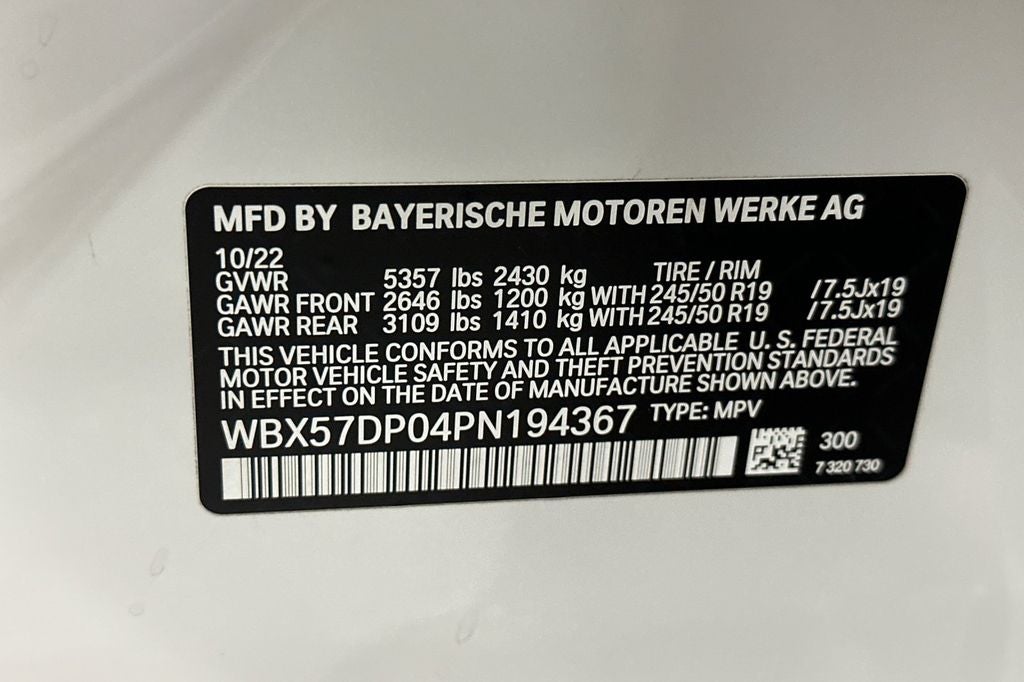 MFD BY BAYERISCHE MOTOREN WERKE AG
10/22
GVWR 5357 lbs 2430 kg TIRE / RIM
GAWR FRONT 2646 lbs 1200 kg WITH 245/50 R19 /7.5Jx19
GAWR REAR 3109 lbs 1410 kg WITH 245/50 R19 /7.5Jx19
THIS VEHICLE CONFORMS TO ALL APPLICABLE U. S. FEDERAL
MOTOR VEHICLE SAFETY AND THEFT PREVENTION STANDARDS
IN EFFECT ON THE DATE OF MANUFACTURE SHOWN ABOVE.
WBX57DP04PN194367 TYPE: MPV
300
7 320 730